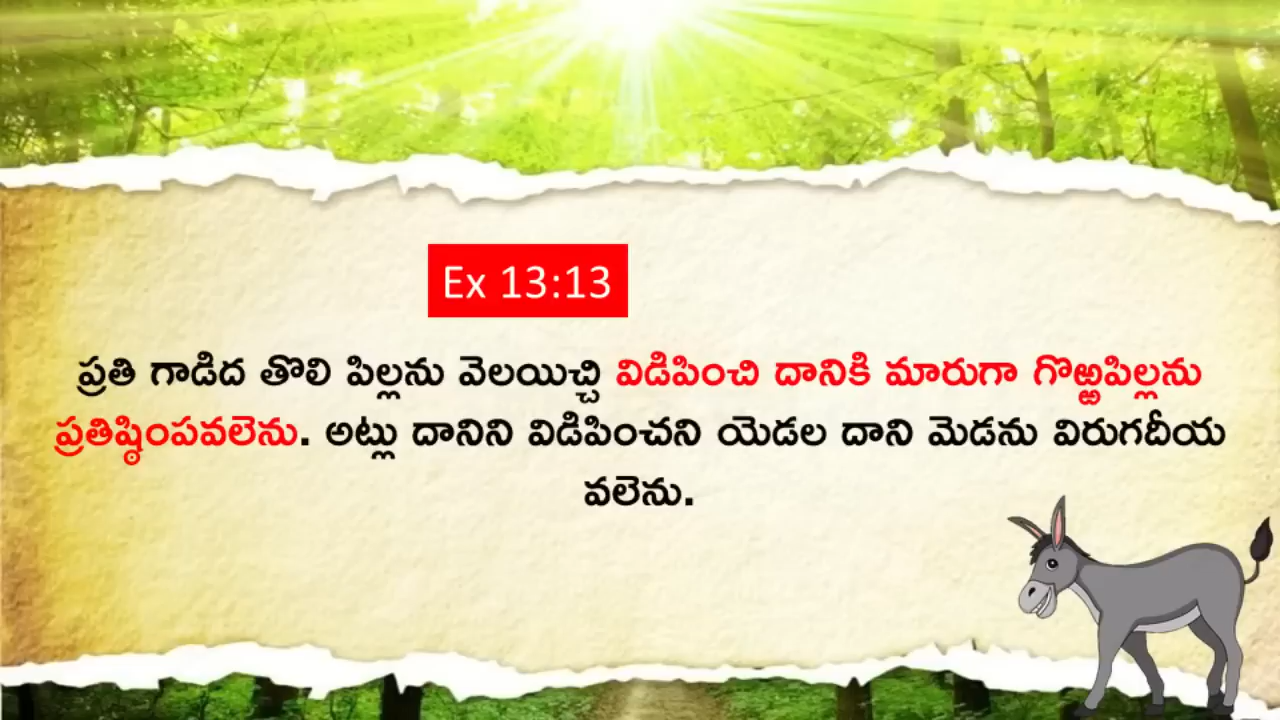 Ex 13:13
ప్రతి గాడిద తొలి పిల్లను వెలయిచ్చి విడిపించి దానికి మారుగా గొఱ్ఱపిల్లను
ప్రతిష్ఠింపవలెను. అట్లు దానిని విడిపించని యెడల దాని మెడను విరుగదీయ
వలెను.